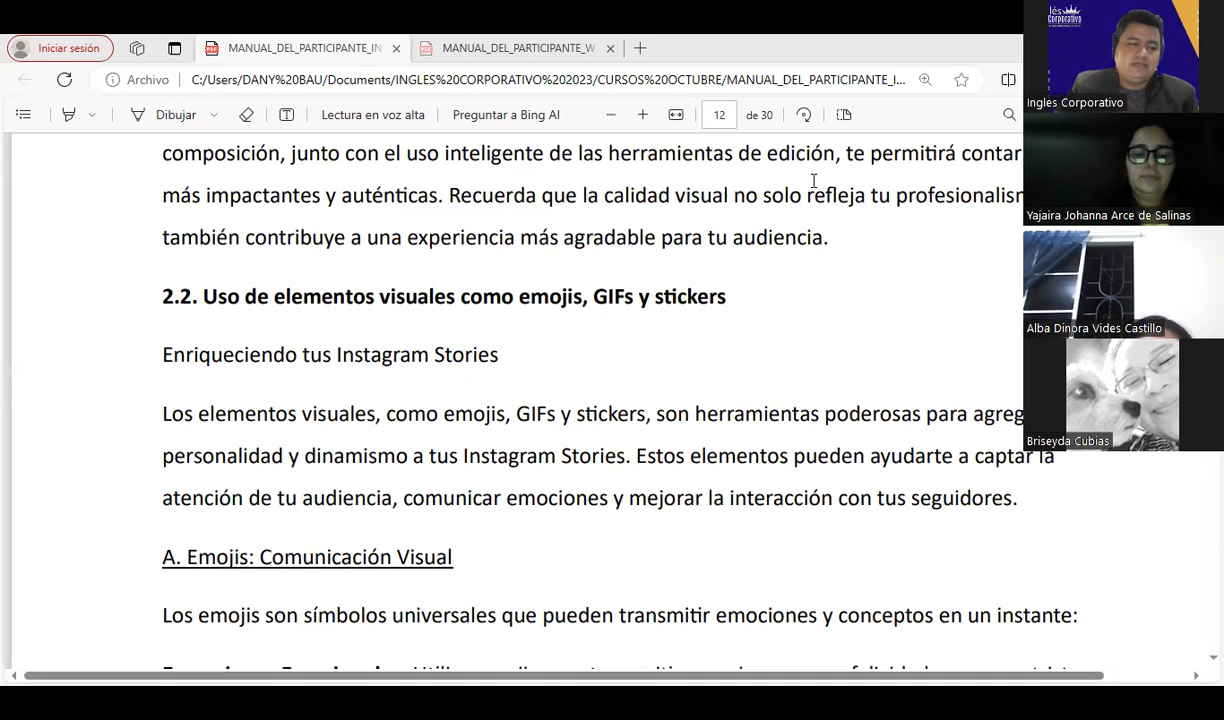 Iniciar sesión
MANUAL_DEL_PARTICIPANTE_IN
MANUAL_DEL_PARTICIPANTE_W
Archivo
C:/Users/DANY%20BAU/Documents/INGLES%20CORPORATIVO%202023/CURSOS%20OCTUBRE/MANUAL_DEL_PARTICIPANTE_I...
Dibujar
Lectura en voz alta
Preguntar a Bing AI
12 de 30
composición, junto con el uso inteligente de las herramientas de edición, te permitirá contar
más impactantes y auténticas. Recuerda que la calidad visual no solo refleja tu profesionalism
también contribuye a una experiencia más agradable para tu audiencia.
2.2. Uso de elementos visuales como emojis, GIFs y stickers
Enriqueciendo tus Instagram Stories
Los elementos visuales, como emojis, GIFs y stickers, son herramientas poderosas para agreg
personalidad y dinamismo a tus Instagram Stories. Estos elementos pueden ayudarte a captar la
atención de tu audiencia, comunicar emociones y mejorar la interacción con tus seguidores.
A. Emojis: Comunicación Visual
Los emojis son símbolos universales que pueden transmitir emociones y conceptos en un instante:
lés
Corporativo
Ingles Corporativo
Yajaira Johanna Arce de Salinas
Alba Dinora Vides Castillo
Briseyda Cubias